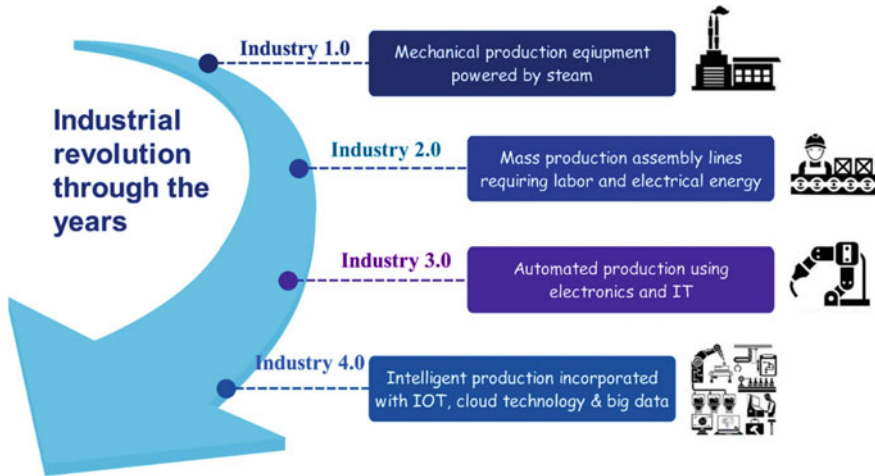 Industry 1.0
Mechanical production eqiupment
powered by steam
Industrial
revolution
through the
years
Industry 2.0
Mass production assembly lines
requiring labor and electrical energy
Industry 3.0
Automated production using
electronics and IT
Industry 4.0
Intelligent production incorporated
with IOT, cloud technology & big data